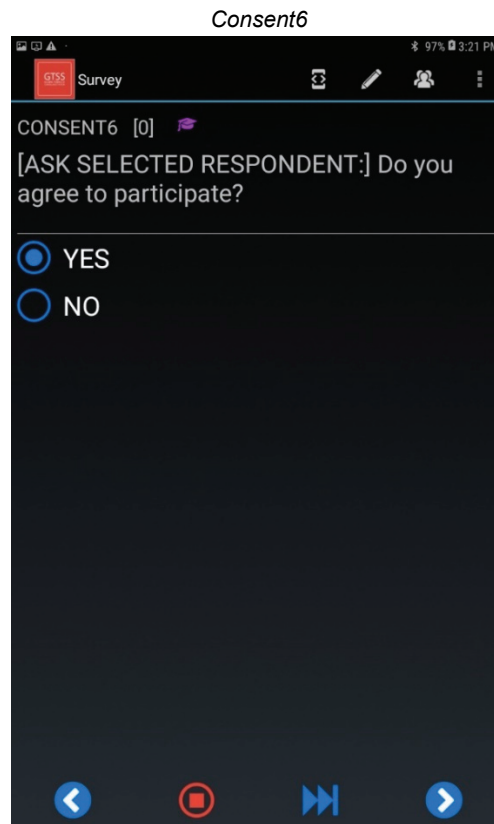 Consent6
97% 3:21 PM
GTSS Survey
CONSENT6 [0]
[ASK SELECTED RESPONDENT:] Do you
agree to participate?
YES
NO